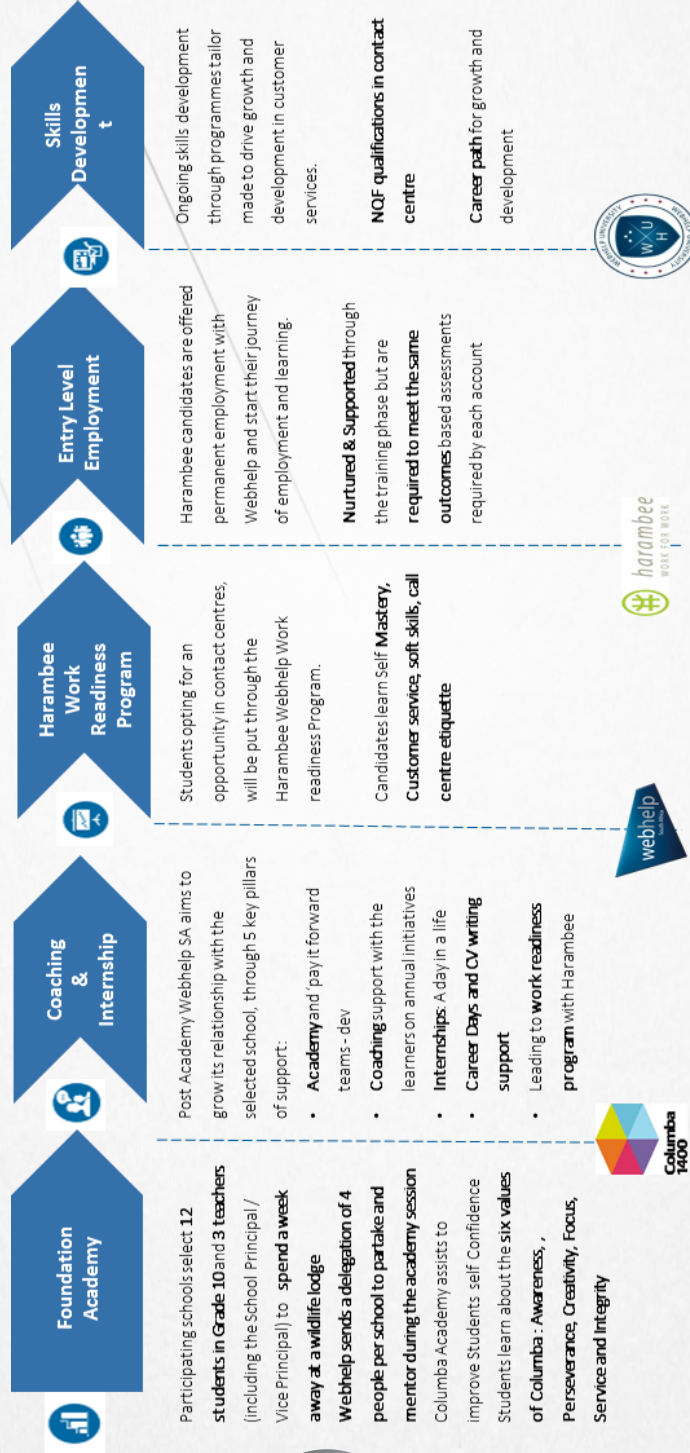 Foundation
Academy
Participating schools select 12
students in Grade 10 and 3 teachers
(including the School Principal /
Vice Principal) to spend a week
away at a wildlife lodge
Webhelp sends a delegation of 4
people per school to partake and
mentor during the academy session
Columba Academy assists to
improve Students self Confidence
Students learn about the six values
of Columba : Awareness, ,
Perseverance, Creativity, Focus,
Service and Integrity
Columba
1400
Coaching
&
Internship
Post Academy Webhelp SA aims to
grow its relationship with the
selected school, through 5 key pillars
of support:
• Academy and 'pay it forward
teams - dev
• Coaching support with the
learners on annual initiatives
• Internships: A day in a life
• Career Days and CV writing
support
• Leading to work readiness
program with Harambee
webhelp
South Africa
Harambee
Work
Readiness
Program
Students opting for an
opportunity in contact centres,
will be put through the
Harambee Webhelp Work
readiness Program.
Candidates learn Self Mastery,
Customer service, soft skills, call
centre etiquette
harambee
WORK FOR WORK
Entry Level
Employment
Harambee candidates are offered
permanent employment with
Webhelp and start their journey
of employment and learning.
Nurtured & Supported through
the training phase but are
required to meet the same
outcomes based assessments
required by each account
Skills
Developmen
t
Ongoing skills development
through programmes tailor
made to drive growth and
development in customer
services.
NQF qualifications in contact
centre
Career path for growth and
development
WEBHELP UNIVERSITY
W U
H